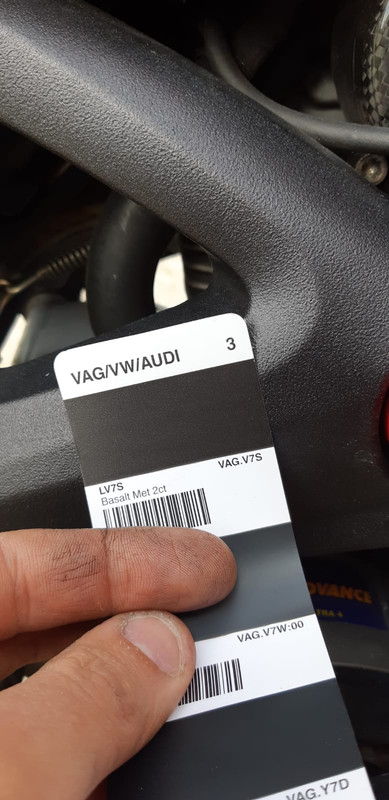 VAG/VW/AUDI 3
VAG.V7S
LV7S
Basalt Met 2ct
VAG.V7W:00
VAG.Y7D